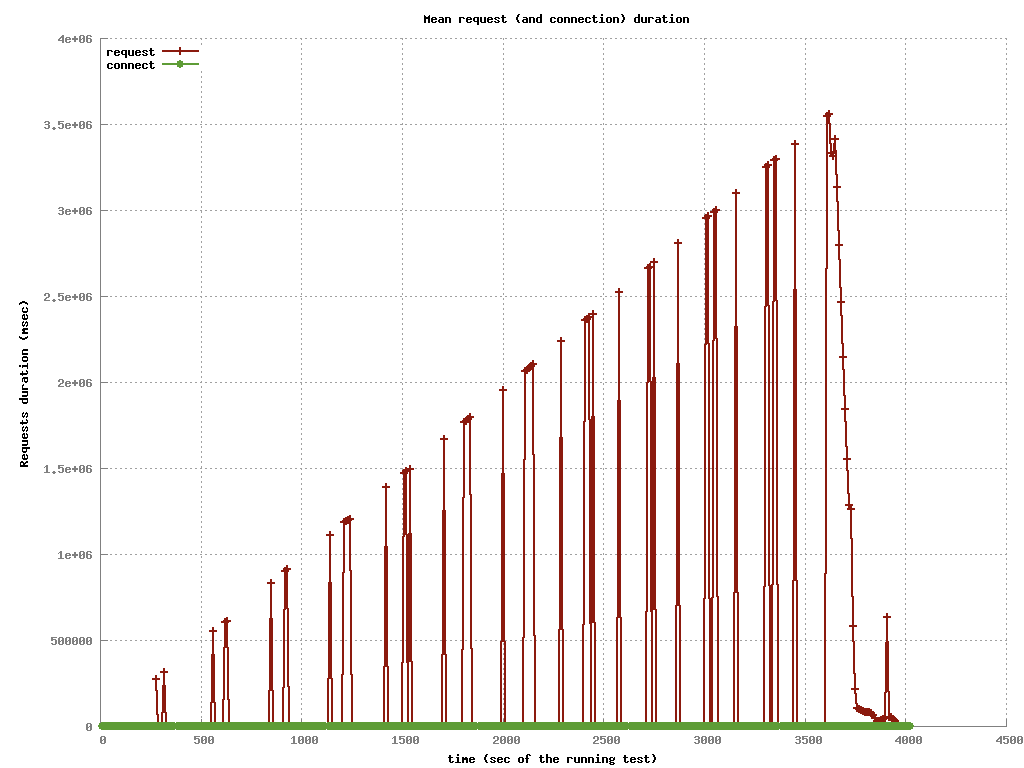 Mean request (and connection) duration
4e+06
request
connect
3.5e+06
3e+06
2.5e+06
Requests duration (msec)
2e+06
1.5e+06
1e+06
500000
0
0 500 1000 1500 2000 2500 3000 3500 4000 4500
time (sec of the running test)